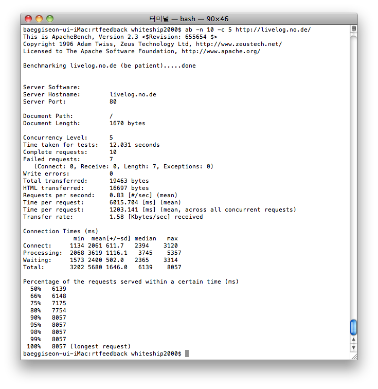 터미널 — bash — 90×46
baeggiseon-ui-iMac:rtfeedback whiteship2000$ ab -n 10 -c 5 http://livelog.no.de/
This is ApacheBench, Version 2.3 <$Revision: 655654 $>
Copyright 1996 Adam Twiss, Zeus Technology Ltd, http://www.zeustech.net/
Licensed to The Apache Software Foundation, http://www.apache.org/
Benchmarking livelog.no.de (be patient).....done
Server Software:
Server Hostname: livelog.no.de
Server Port: 80
Document Path: /
Document Length: 1670 bytes
Concurrency Level: 5
Time taken for tests: 12.031 seconds
Complete requests: 10
Failed requests: 7
(Connect: 0, Receive: 0, Length: 7, Exceptions: 0)
Write errors: 0
Total transferred: 19463 bytes
HTML transferred: 16697 bytes
Requests per second: 0.83 [#/sec] (mean)
Time per request: 6015.704 [ms] (mean)
Time per request: 1203.141 [ms] (mean, across all concurrent requests)
Transfer rate: 1.58 [Kbytes/sec] received
Connection Times (ms)
min mean[+/-sd] median max
Connect: 1134 2061 611.7 2394 3120
Processing: 2068 3619 1116.1 3745 5357
Waiting: 1573 2400 502.0 2365 3314
Total: 3202 5680 1646.0 6139 8057
Percentage of the requests served within a certain time (ms)
50% 6139
66% 6148
75% 7175
80% 7754
90% 8057
95% 8057
98% 8057
99% 8057
100% 8057 (longest request)
baeggiseon-ui-iMac:rtfeedback whiteship2000$